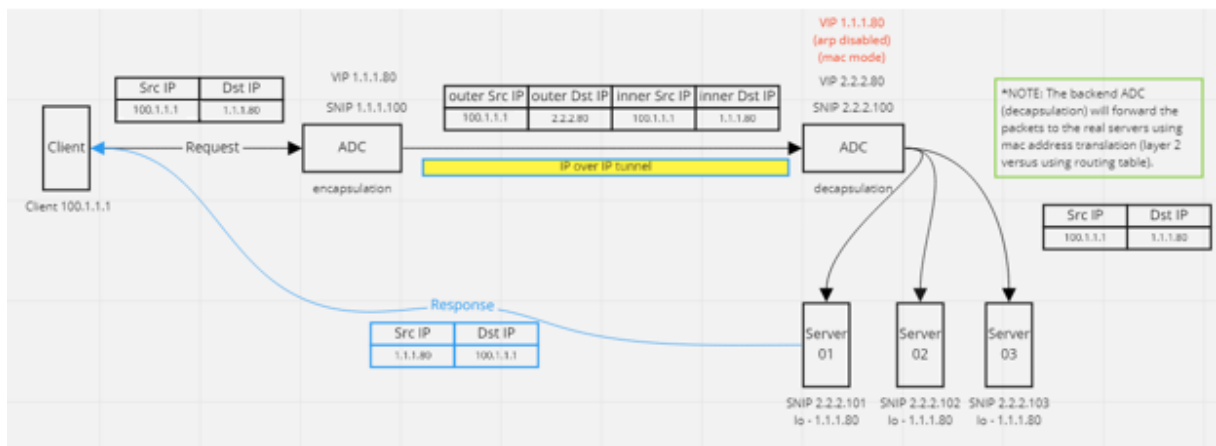 VIP 1.1.1.80
(arp disabled)
(mac mode)
VIP 1.1.1.80
VIP 2.2.2.80
Src IP Dst IP
100.1.1.1 1.1.1.80
SNIP 1.1.1.100
outer Src IP outer Dst IP inner Src IP inner Dst IP
100.1.1.1 2.2.2.80 100.1.1.1 1.1.1.80
SNIP 2.2.2.100
*NOTE: The backend ADC
(decapsulation) will forward the
packets to the real servers using
mac address translation (layer 2
versus using routing table).
Client
Request
ADC
ADC
IP over IP tunnel
encapsulation
decapsulation
Client 100.1.1.1
Src IP Dst IP
100.1.1.1 1.1.1.80
Response
Src IP Dst IP
1.1.1.80 100.1.1.1
Server
01
Server
02
Server
03
SNIP 2.2.2.101
lo - 1.1.1.80
SNIP 2.2.2.102
lo - 1.1.1.80
SNIP 2.2.2.103
lo - 1.1.1.80